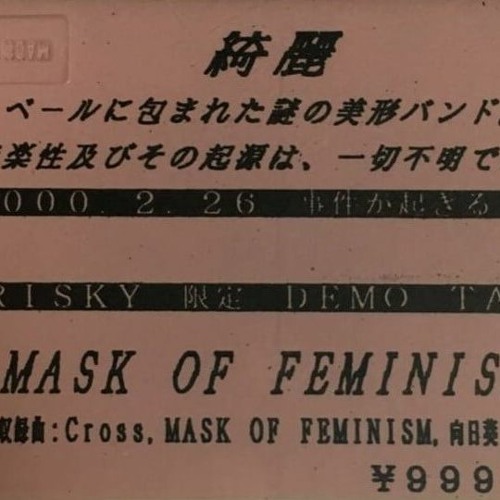 綺麗
ベールに包まれた謎の美形バンド
楽性及びその起源は、一切不明で
000. 2. 26 事件が起きる
RISKY 限定 DEMO TA
MASK OF FEMINIS
収録曲:Cross, MASK OF FEMINISM, 向日葵
¥999